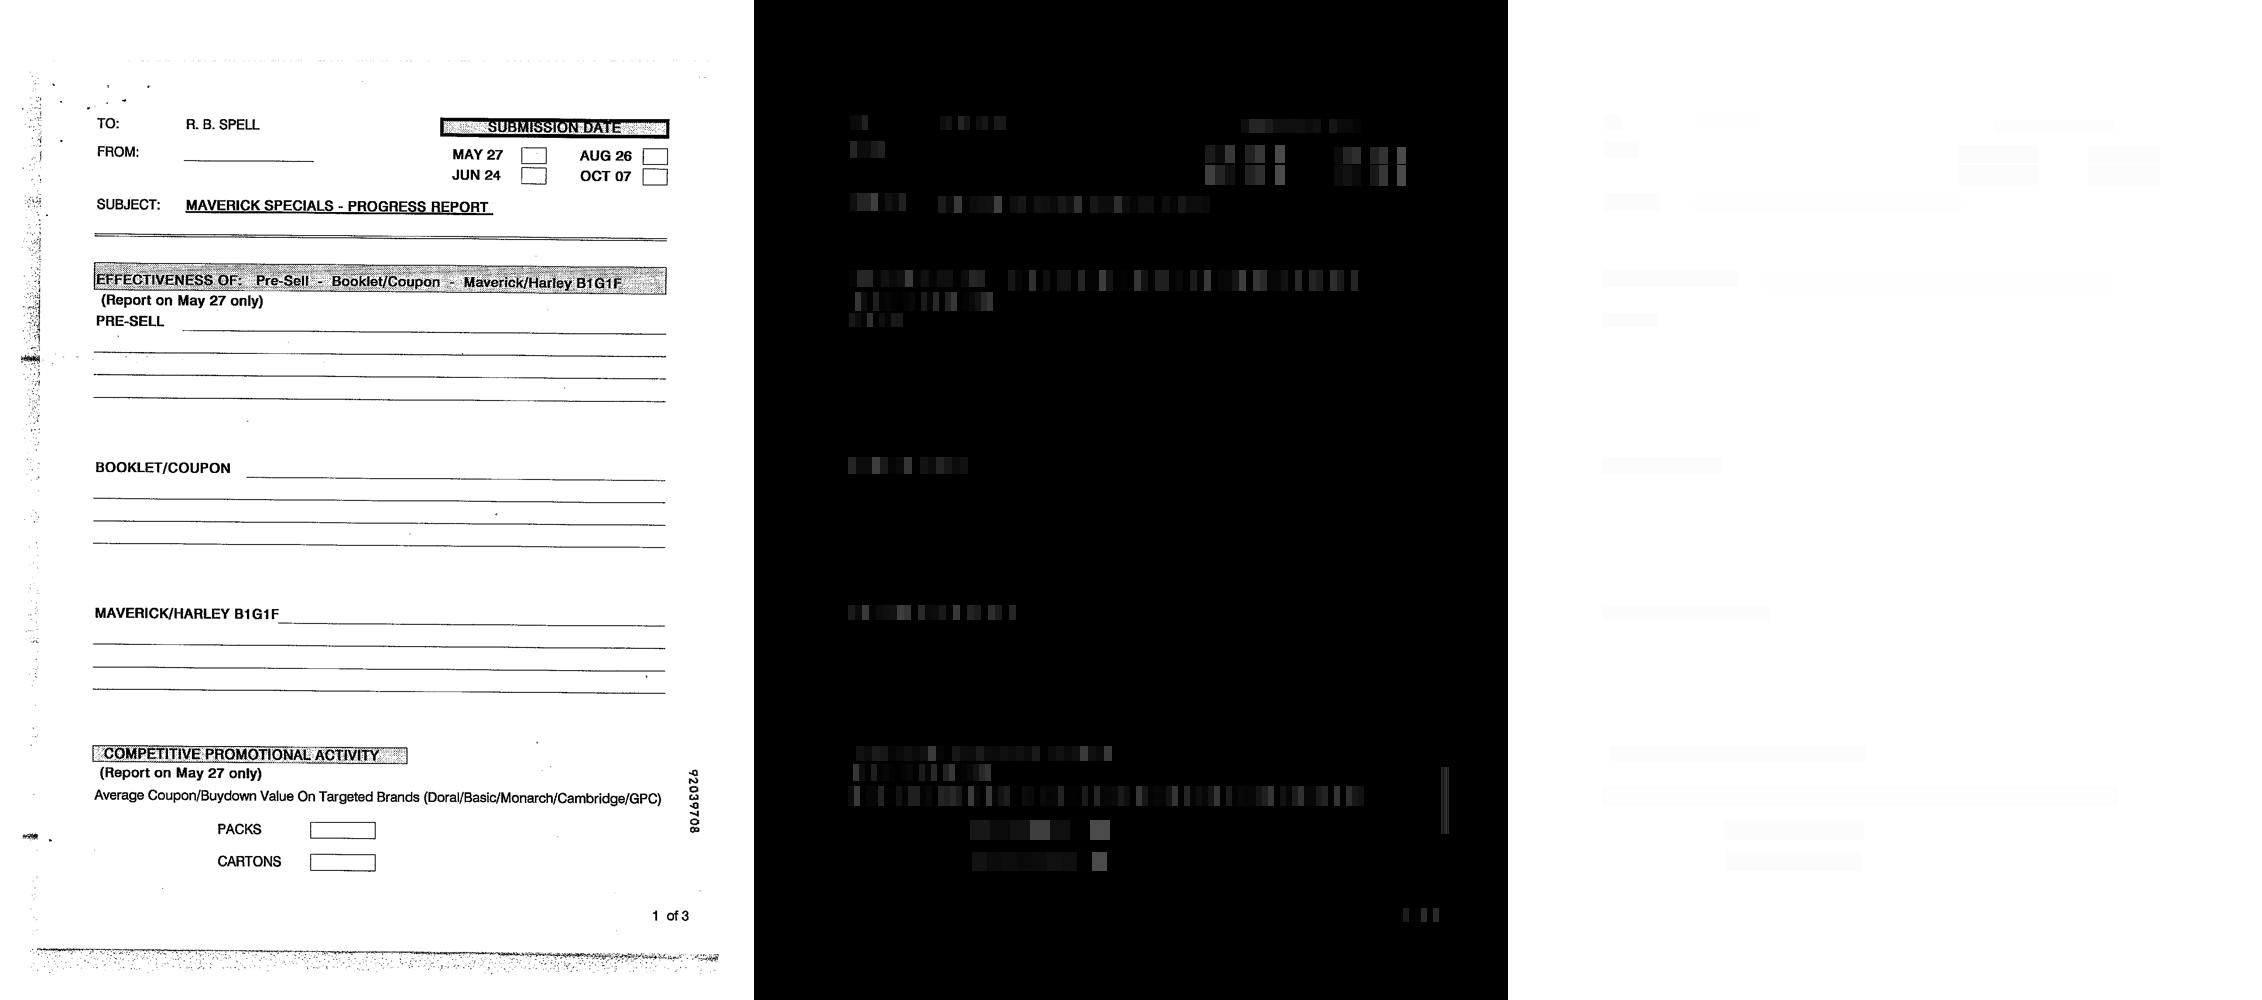 TO: R. B. SPELL
SUBMISSION DATE
FROM:
MAY 27 AUG 26
JUN 24 OCT 07
SUBJECT: MAVERICK SPECIALS - PROGRESS REPORT
EFFECTIVENESS OF: Pre-Sell - Booklet/Coupon - Maverick/Harley B1G1F
(Report on May 27 only)
PRE-SELL
BOOKLET/COUPON
MAVERICK/HARLEY B1G1F
COMPETITIVE PROMOTIONAL ACTIVITY
(Report on May 27 only)
Average Coupon/Buydown Value On Targeted Brands (Doral/Basic/Monarch/Cambridge/GPC)
PACKS
CARTONS
92039708
1 of 3